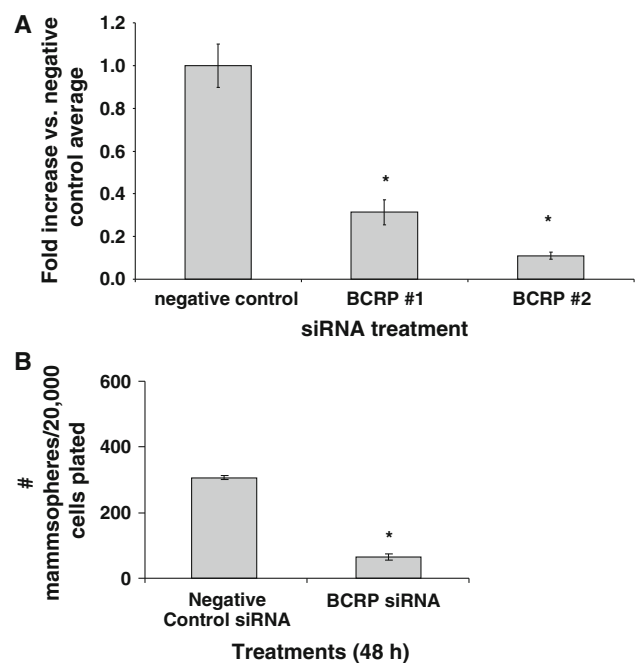 A
Fold increase vs. negative
control average
1.2
1.0
0.8
0.6
0.4
0.2
0.0
*
*
negative control
BCRP #1
BCRP #2
siRNA treatment
B
#
mammsopheres/20,000
cells plated
600
400
200
0
*
Negative
Control siRNA
BCRP siRNA
Treatments (48 h)